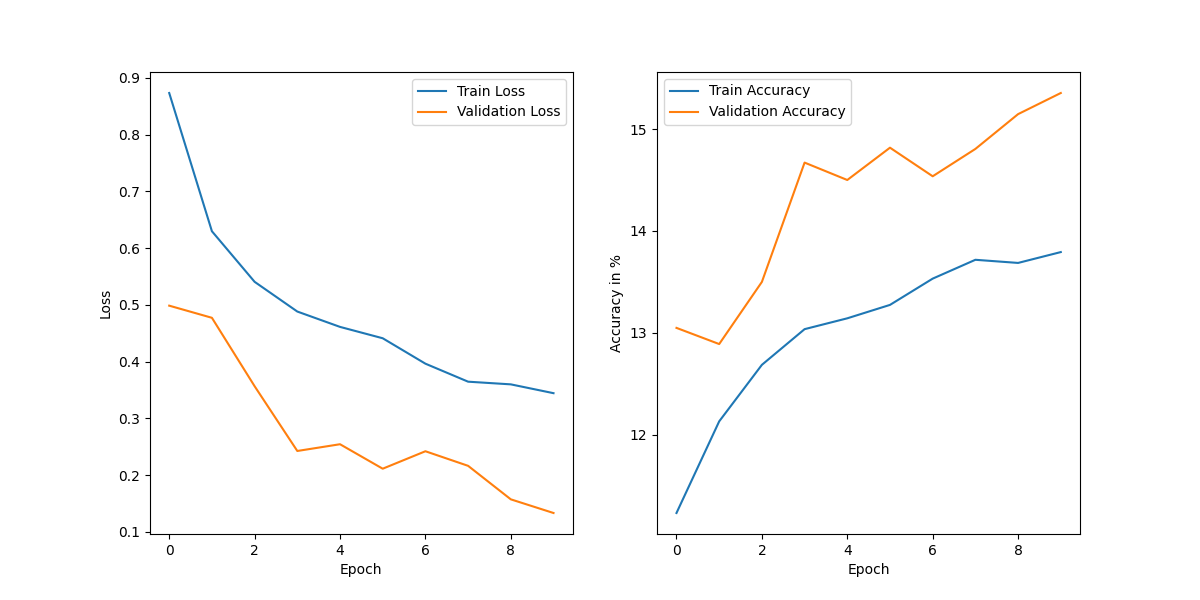 Train Loss
Validation Loss
0.9
0.8
0.7
0.6
0.5
0.4
0.3
0.2
0.1
Loss
0
2
4
6
8
Epoch
Train Accuracy
Validation Accuracy
15
14
13
12
Accuracy in %
0
2
4
6
8
Epoch